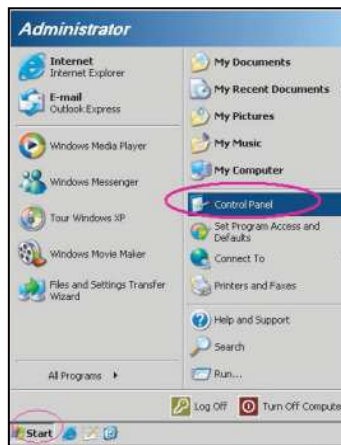 Administrator
Internet
Internet Explorer
E-mail
Outlook Express
Windows Media Player
Windows Messenger
Tour Windows XP
Windows Movie Maker
Files and Settings Transfer
Wizard
All Programs
My Documents
My Recent Documents
My Pictures
My Music
My Computer
Control Panel
Set Program Access and
Defaults
Connect To
Printers and Faxes
Help and Support
Search
Run...
Log Off
Turn Off Compute
Start